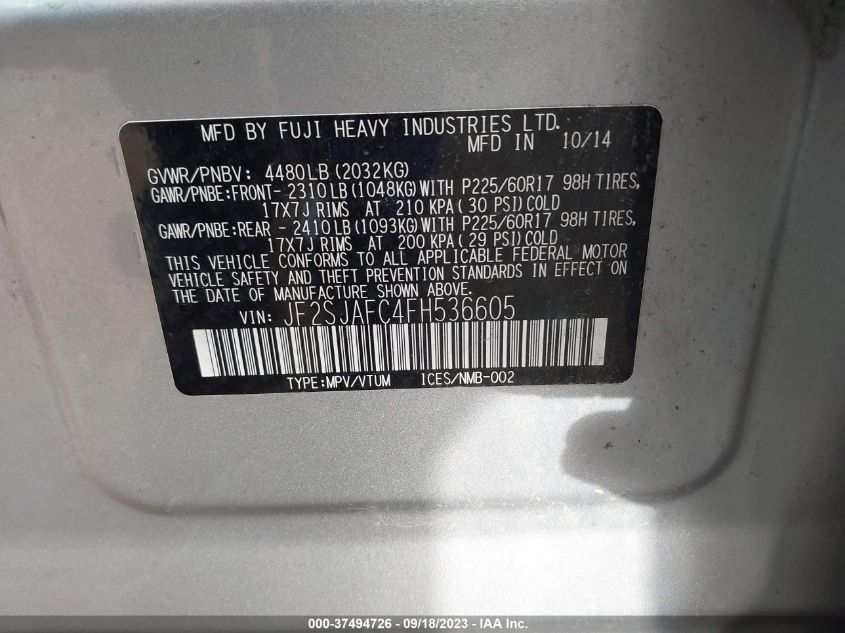 MFD BY FUJI HEAVY INDUSTRIES LTD.
MFD IN 10/14
GVWR/PNBV: 4480LB(2032KG)
GAWR/PNBE:FRONT- 2310LB(1048KG)WITH P225/60R17 98H TIRES,
17X7J RIMS AT 210 KPA(30 PSI)COLD
GAWR/PNBE:REAR - 2410LB(1093KG)WITH P225/60R17 98H TIRES,
17X7J RIMS AT 200 KPA(29 PSI)COLD
THIS VEHICLE CONFORMS TO ALL APPLICABLE FEDERAL MOTOR
VEHICLE SAFETY AND THEFT PREVENTION STANDARDS IN EFFECT ON
THE DATE OF MANUFACTURE SHOWN ABOVE.
VIN: JF2SJAFC4FH536605
TYPE:MPV/VTUM ICES/NMB-002
000-37494726 - 09/18/2023 - IAA Inc.